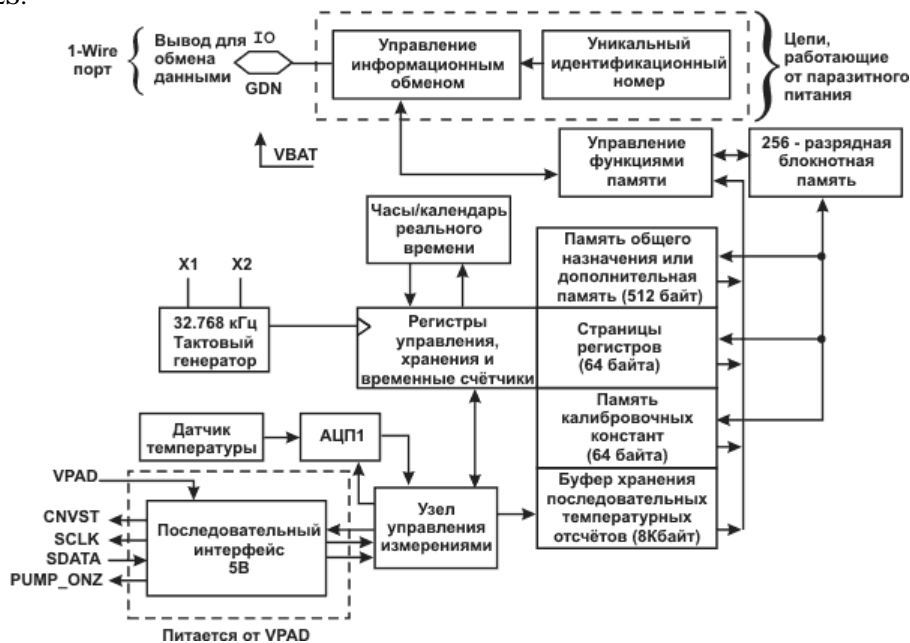 1-Wire
порт
Вывод для
обмена
данными
IO
GDN
Управление
информационным
обменом
Уникальный
идентификационный
номер
Цепи,
работающие
от паразитного
питания
VBAT
Управление
функциями
памяти
256 - разрядная
блокнотная
память
Часы/календарь
реального
времени
X1
X2
32.768 кГц
Тактовый
генератор
Регистры
управления,
хранения и
временные счётчики
Память общего
назначения или
дополнительная
память (512 байт)
Страницы
регистров
(64 байта)
Память
калибровочных
констант
(64 байта)
Буфер хранения
последовательных
температурных
отсчётов (8Кбайт)
Датчик
температуры
АЦП1
Узел
управления
измерениями
VPAD
CNVST
SCLK
SDATA
PUMP_ONZ
Последовательный
интерфейс
5В
Питается от VPAD